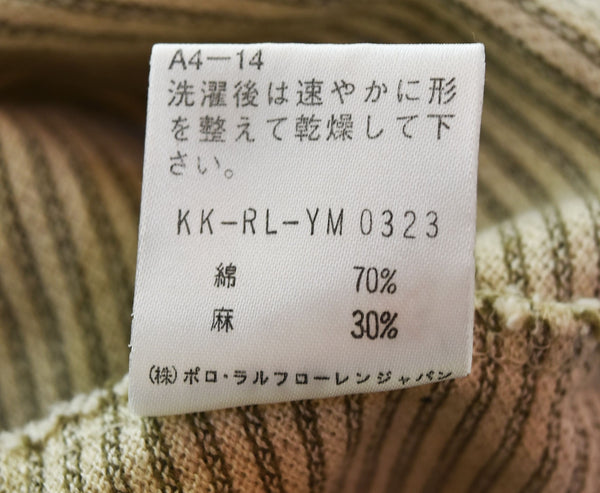 A4-14
洗濯後は速やかに形
を整えて乾燥して下
さい。
KK-RL-YM 0323
綿 70%
麻 30%
(株)ポロ・ラルフローレンジャパン